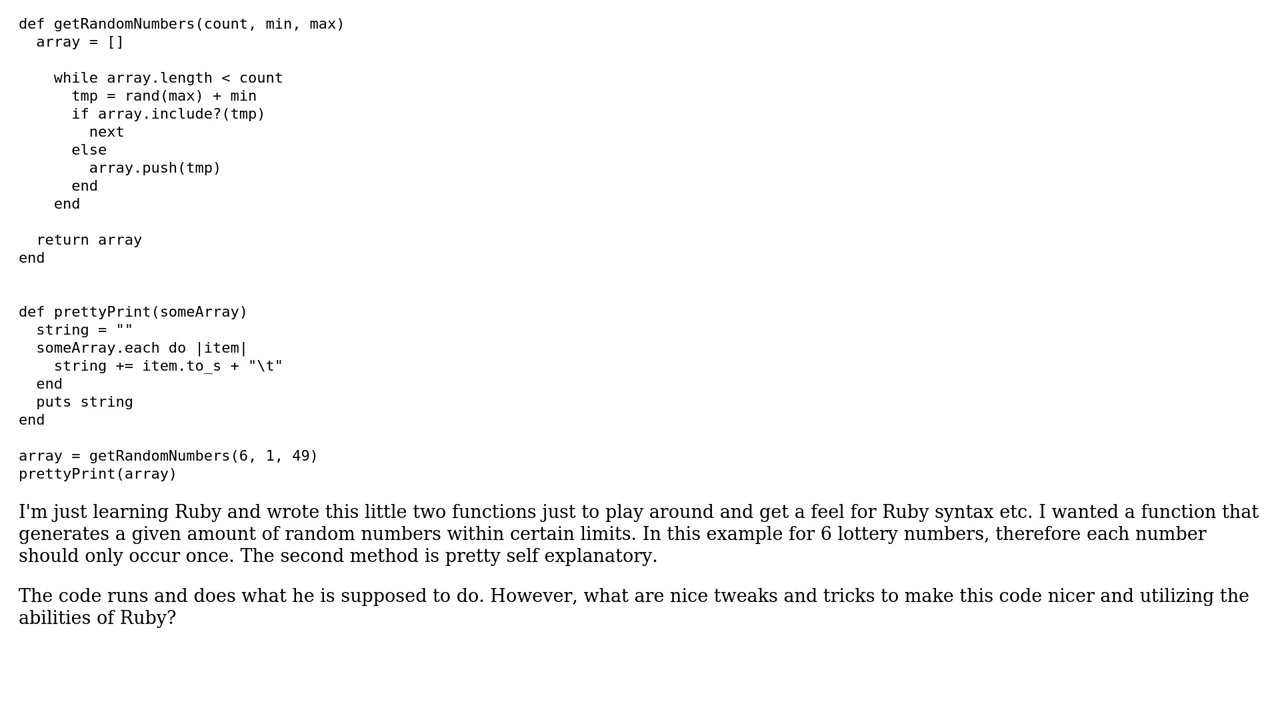 def getRandomNumbers(count, min, max)
  array = []

    while array.length < count
      tmp = rand(max) + min
      if array.include?(tmp)
        next
      else
        array.push(tmp)
      end
    end

  return array
end


def prettyPrint(someArray)
  string = ""
  someArray.each do |item|
    string += item.to_s + "\t"
  end
  puts string
end

array = getRandomNumbers(6, 1, 49)
prettyPrint(array)

I'm just learning Ruby and wrote this little two functions just to play around and get a feel for Ruby syntax etc. I wanted a function that
generates a given amount of random numbers within certain limits. In this example for 6 lottery numbers, therefore each number
should only occur once. The second method is pretty self explanatory.

The code runs and does what he is supposed to do. However, what are nice tweaks and tricks to make this code nicer and utilizing the
abilities of Ruby?